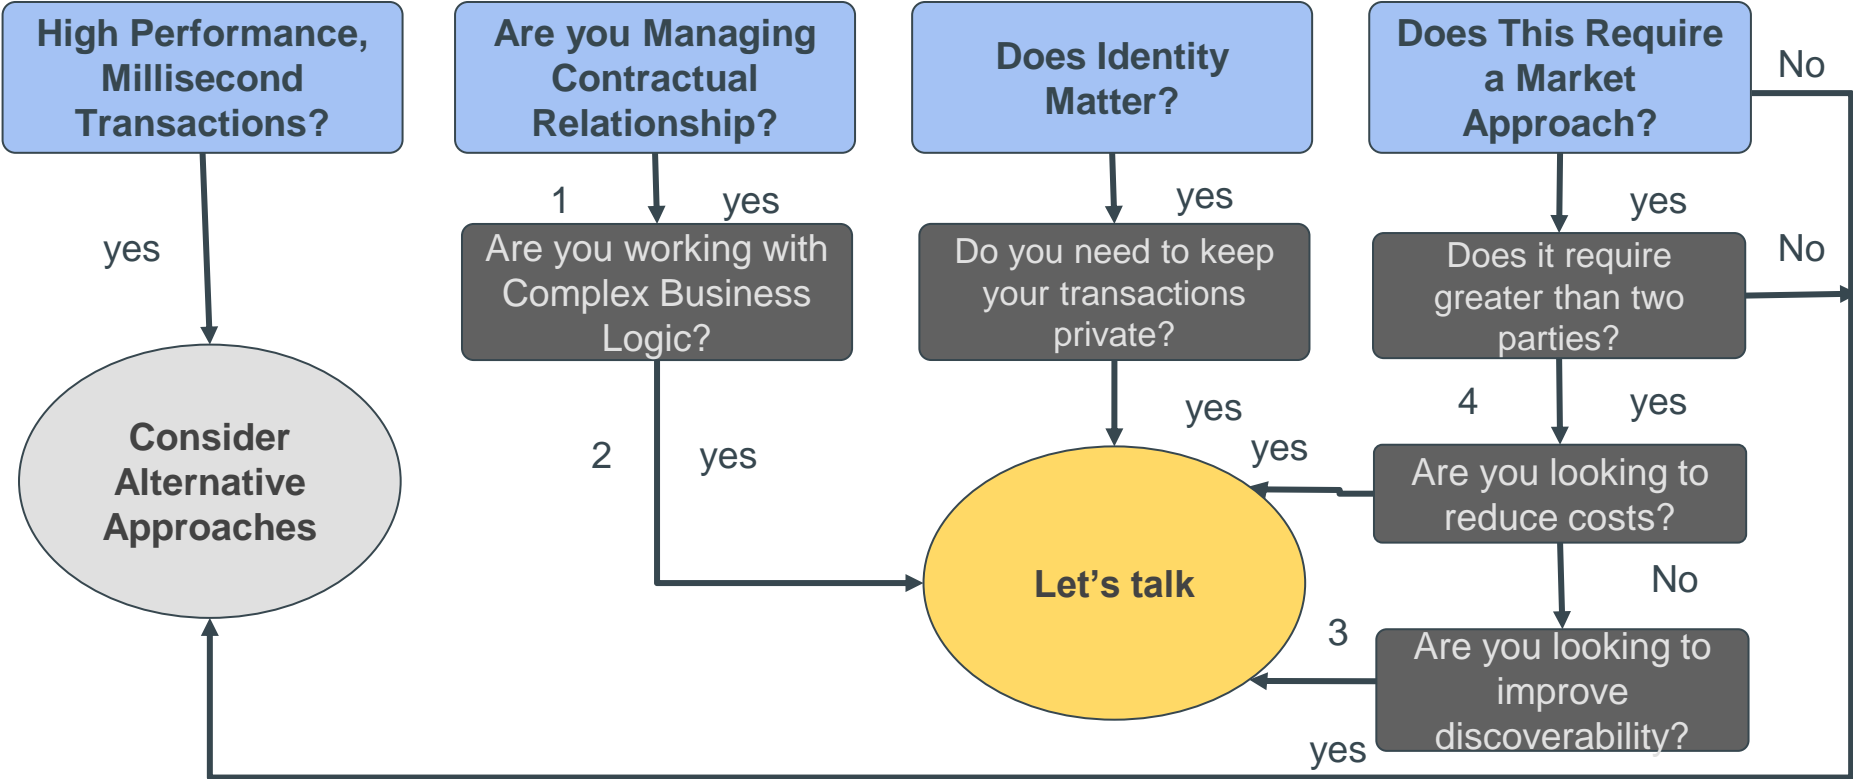 High Performance,
Millisecond
Transactions?
Are you Managing
Contractual
Relationship?
Does Identity
Matter?
Does This Require
a Market
Approach?
No
yes
1
yes
yes
yes
Are you working with
Complex Business
Logic?
Do you need to keep
your transactions
private?
Does it require
greater than two
parties?
No
2
yes
yes
yes
4
yes
Consider
Alternative
Approaches
Are you looking to
reduce costs?
No
Let’s talk
3
Are you looking to
improve
discoverability?
yes